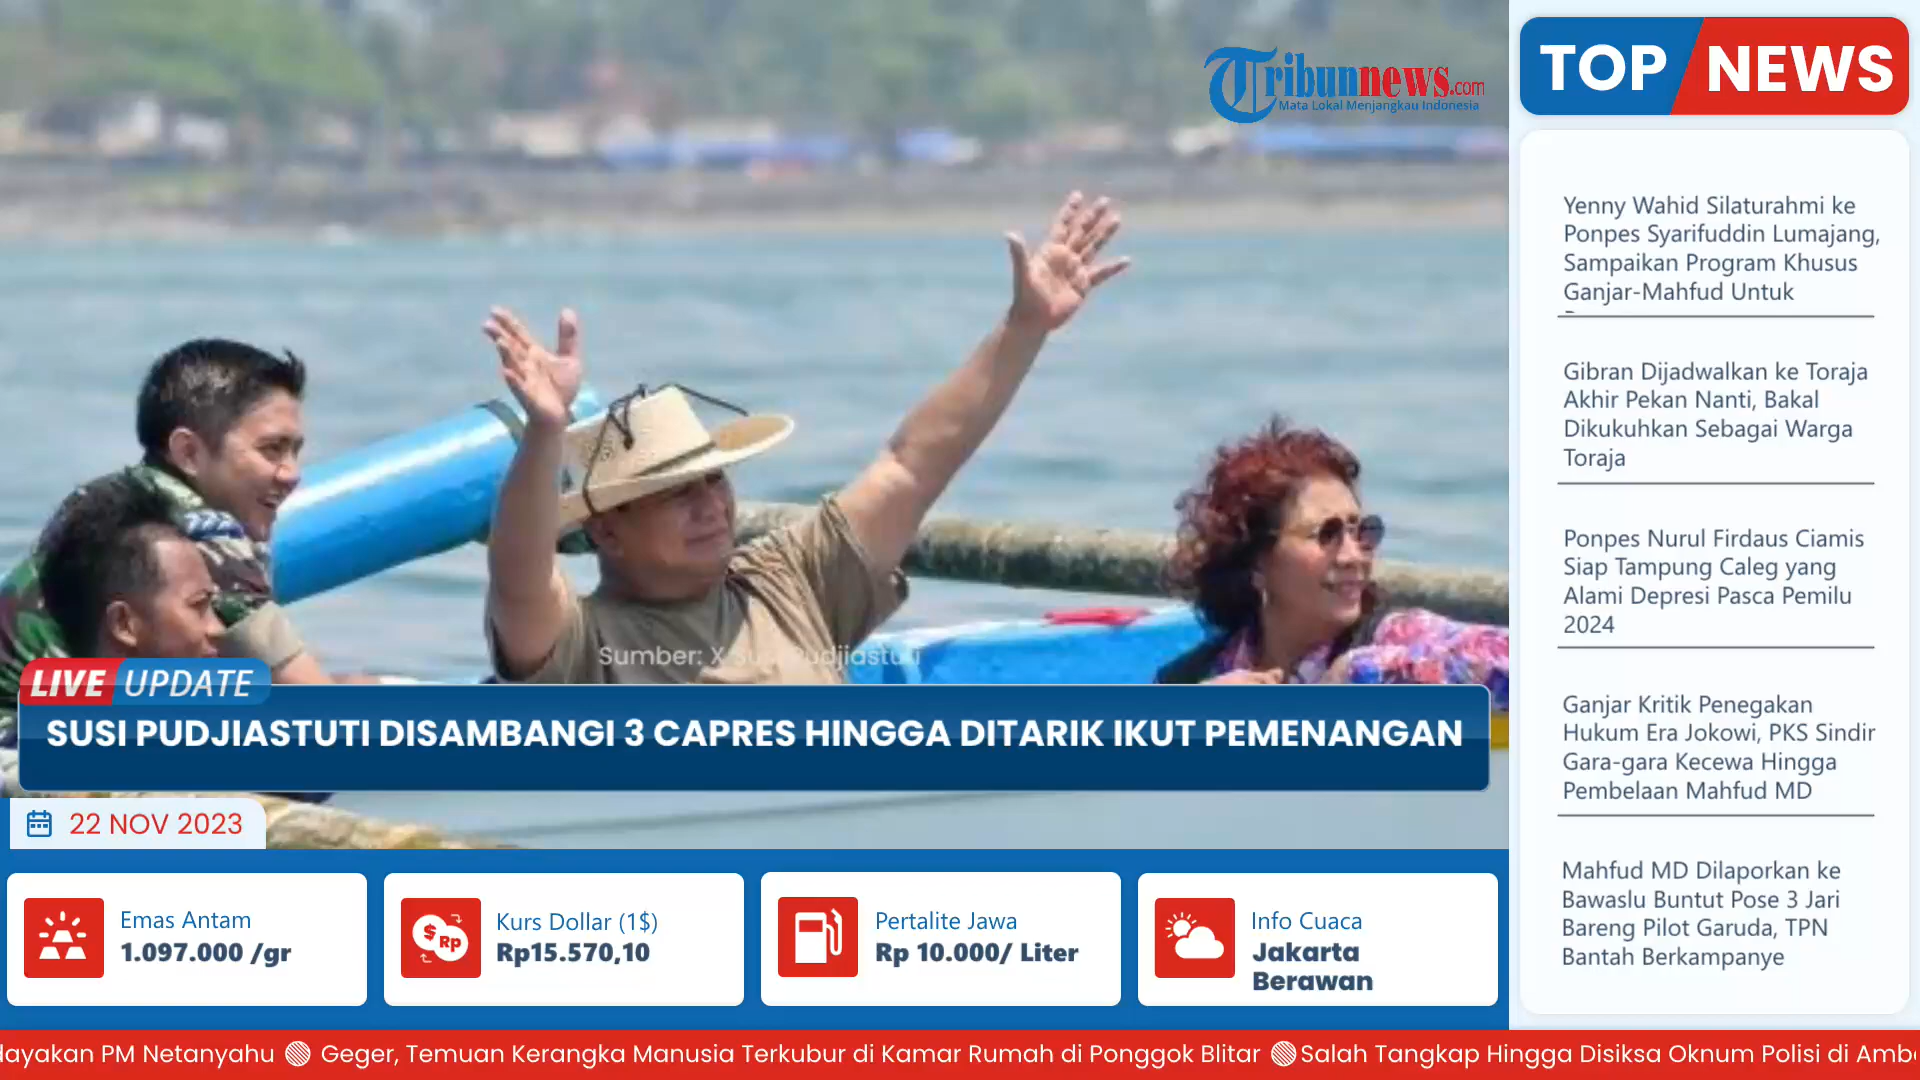 Tribunnews.com
Mata Lokal Menjangkau Indonesia
TOP NEWS
Yenny Wahid Silaturahmi ke
Ponpes Syarifuddin Lumajang,
Sampaikan Program Khusus
Ganjar-Mahfud Untuk
Gibran Dijadwalkan ke Toraja
Akhir Pekan Nanti, Bakal
Dikukuhkan Sebagai Warga
Toraja
Ponpes Nurul Firdaus Ciamis
Siap Tampung Caleg yang
Alami Depresi Pasca Pemilu
2024
Ganjar Kritik Penegakan
Hukum Era Jokowi, PKS Sindir
Gara-gara Kecewa Hingga
Pembelaan Mahfud MD
Mahfud MD Dilaporkan ke
Bawaslu Buntut Pose 3 Jari
Bareng Pilot Garuda, TPN
Bantah Berkampanye
Sumber: X Susi Pudjiastuti
LIVE UPDATE
SUSI PUDJIASTUTI DISAMBANGI 3 CAPRES HINGGA DITARIK IKUT PEMENANGAN
22 NOV 2023
Emas Antam
1.097.000 /gr
Kurs Dollar (1$)
Rp15.570,10
Pertalite Jawa
Rp 10.000/ Liter
Info Cuaca
Jakarta
Berawan
dayakan PM Netanyahu Geger, Temuan Kerangka Manusia Terkubur di Kamar Rumah di Ponggok Blitar Salah Tangkap Hingga Disiksa Oknum Polisi di Amb